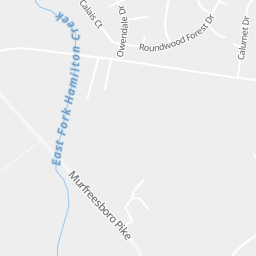 Calais Ct
Owendale Dr
Roundwood Forest Dr
Calumet Dr
East Fork Hamilton Creek
Murfreesboro Pike